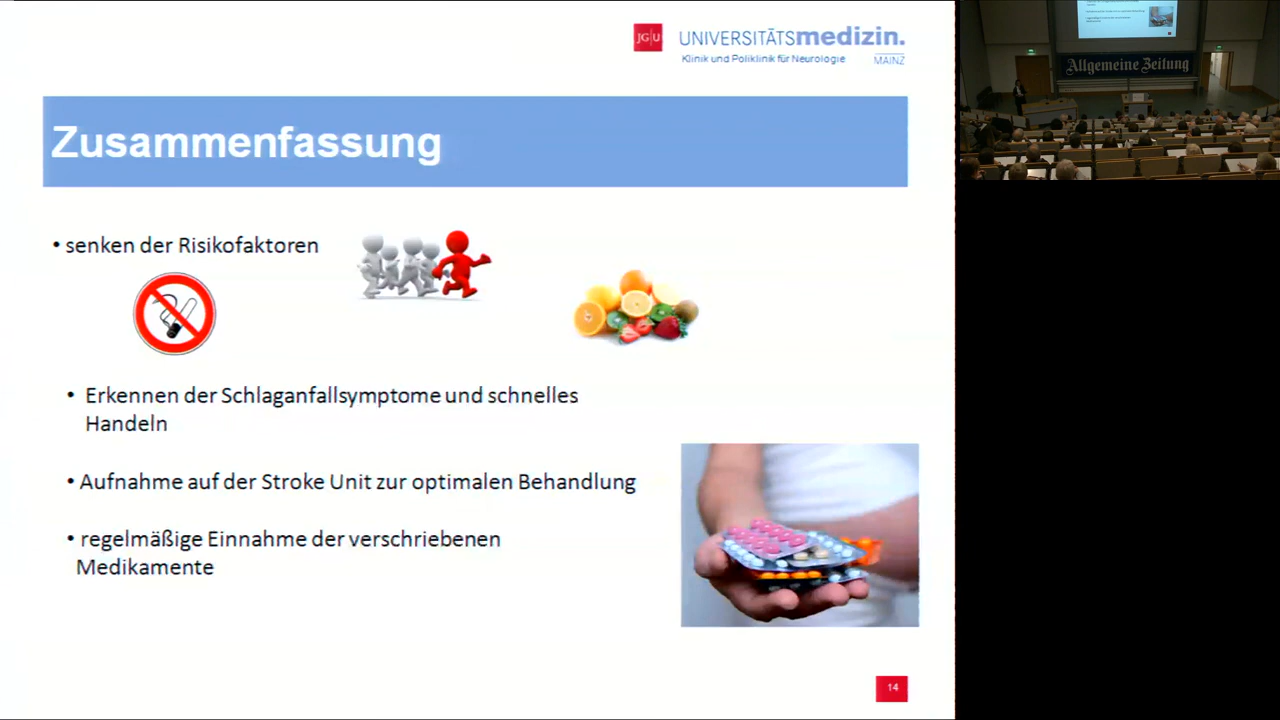 JG|U
UNIVERSITÄTSmedizin.
Klinik und Poliklinik für Neurologie
MAINZ
Zusammenfassung
• senken der Risikofaktoren
• Erkennen der Schlaganfallsymptome und schnelles
Handeln
• Aufnahme auf der Stroke Unit zur optimalen Behandlung
• regelmäßige Einnahme der verschriebenen
Medikamente
14
Allgemeine Zeitung